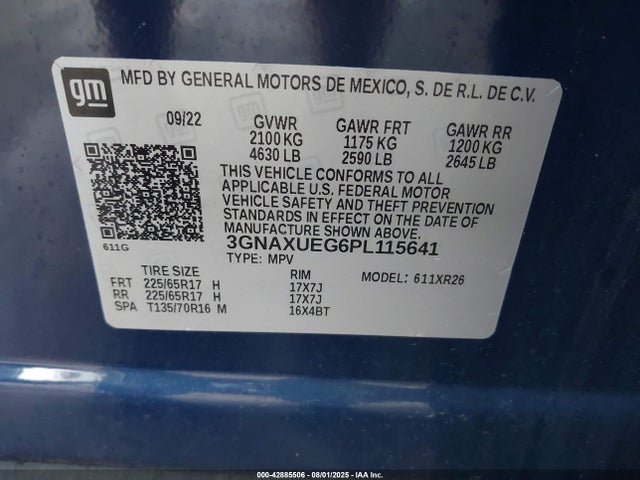 gm
MFD BY GENERAL MOTORS DE MEXICO, S. DE R.L. DE C.V.
09/22 GVWR GAWR FRT GAWR RR
2100 KG 1175 KG 1200 KG
4630 LB 2590 LB 2645 LB
THIS VEHICLE CONFORMS TO ALL
APPLICABLE U.S. FEDERAL MOTOR
VEHICLE SAFETY AND THEFT PREVENTION
STANDARDS IN EFFECT ON THE DATE OF
MANUFACTURE SHOWN ABOVE.
611G
3GNAXUEG6PL115641
TYPE: MPV
TIRE SIZE RIM MODEL: 611XR26
FRT 225/65R17 H 17X7J
RR 225/65R17 H 17X7J
SPA T135/70R16 M 16X4BT
000-42885506 - 08/01/2025 - IAA Inc.